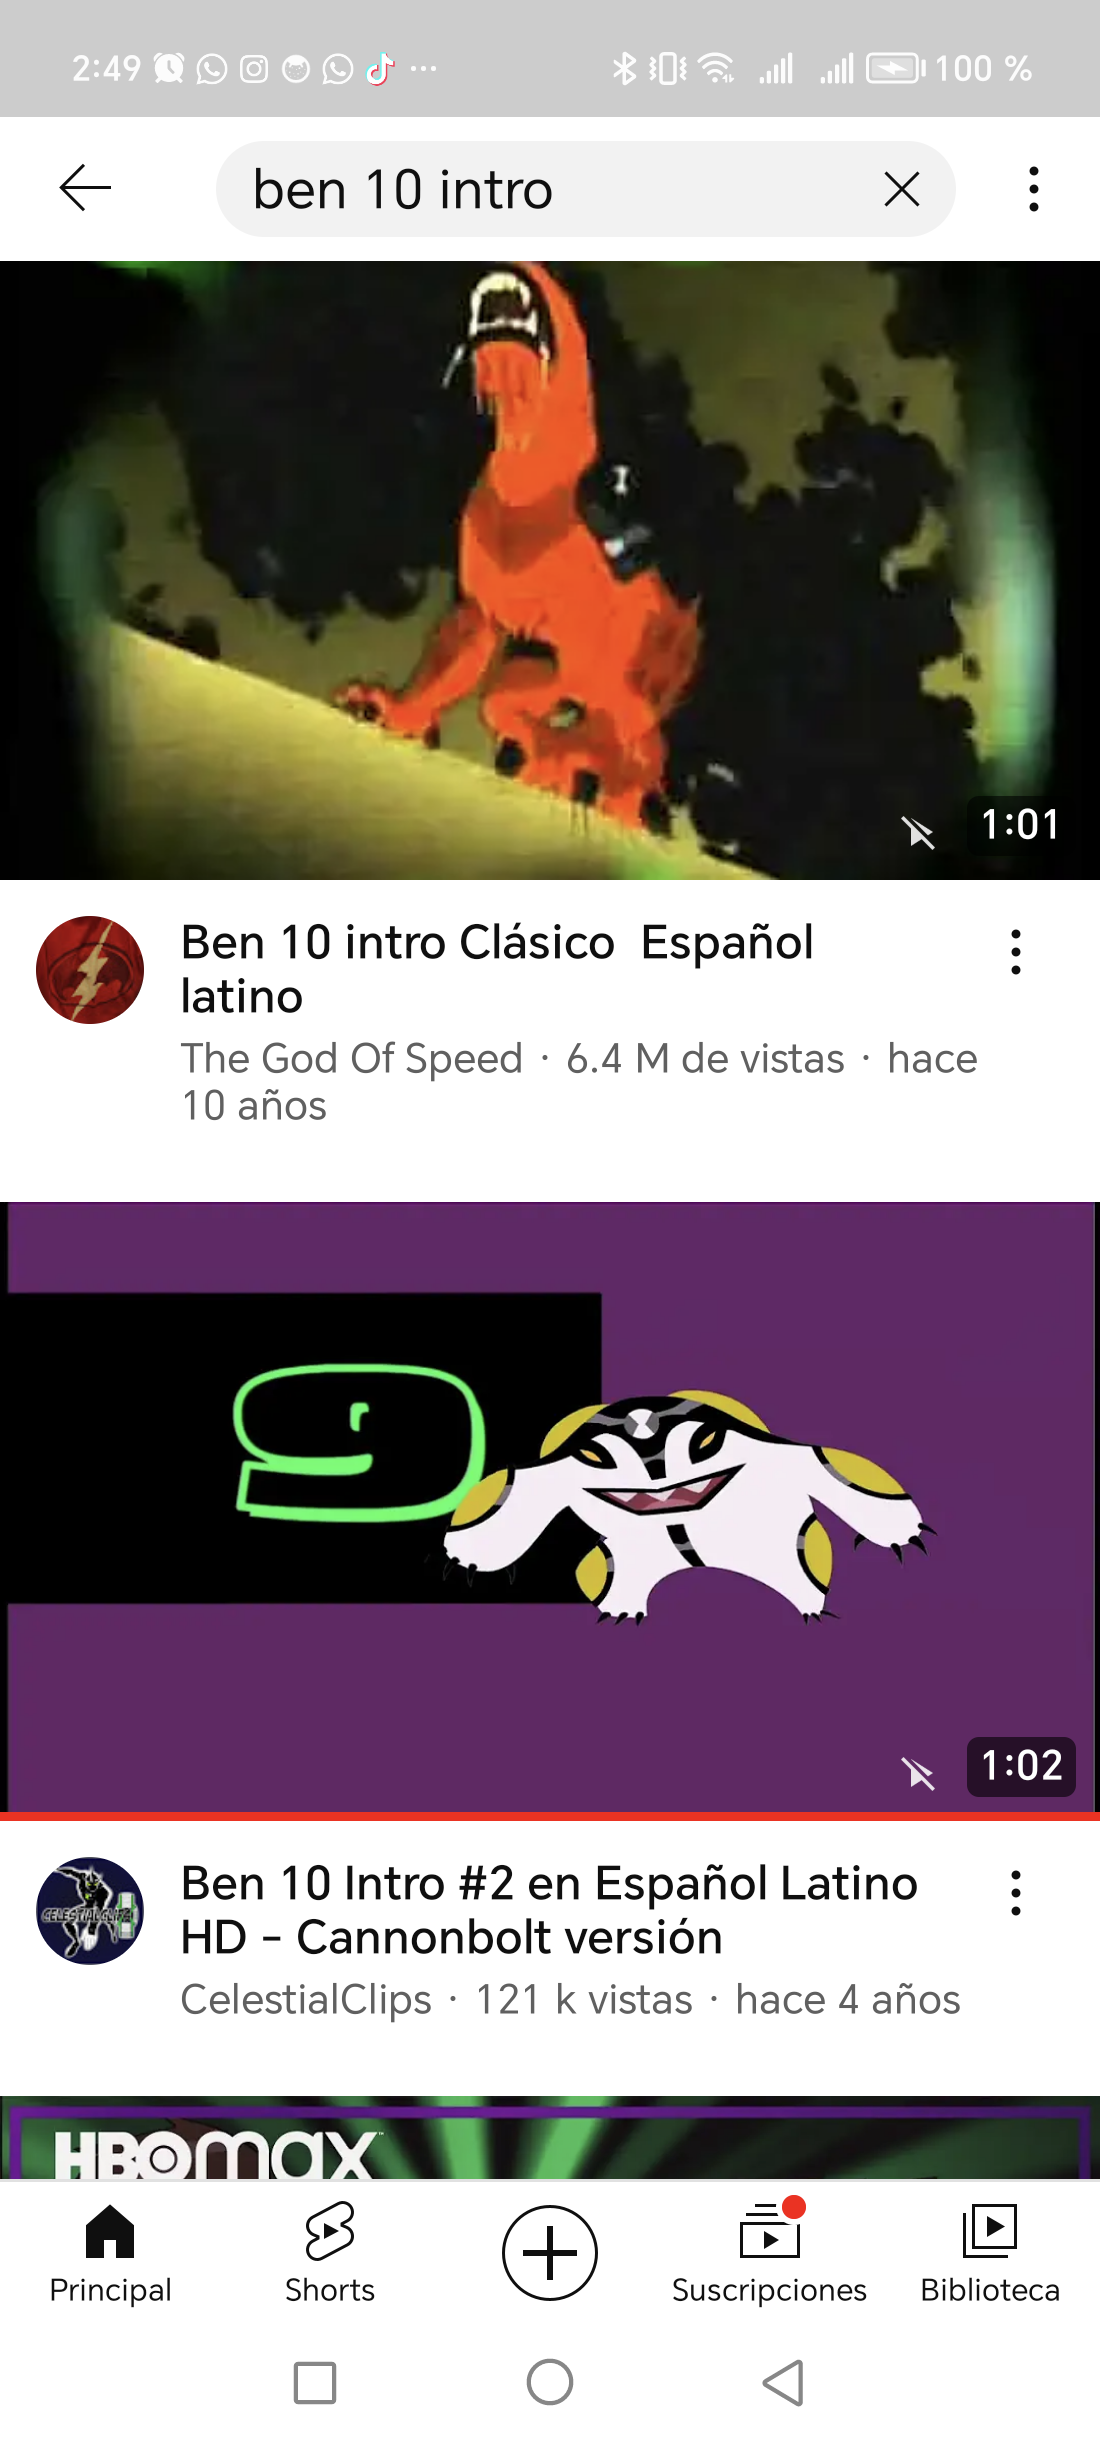 2:49 ... 100 %
ben 10 intro
1:01
Ben 10 intro Clásico  Español
latino
The God Of Speed · 6.4 M de vistas · hace
10 años
9
1:02
CELESTIALCLIPS
Ben 10 Intro #2 en Español Latino
HD - Cannonbolt versión
CelestialClips · 121 k vistas · hace 4 años
HBOmax™
Principal
Shorts
Suscripciones
Biblioteca